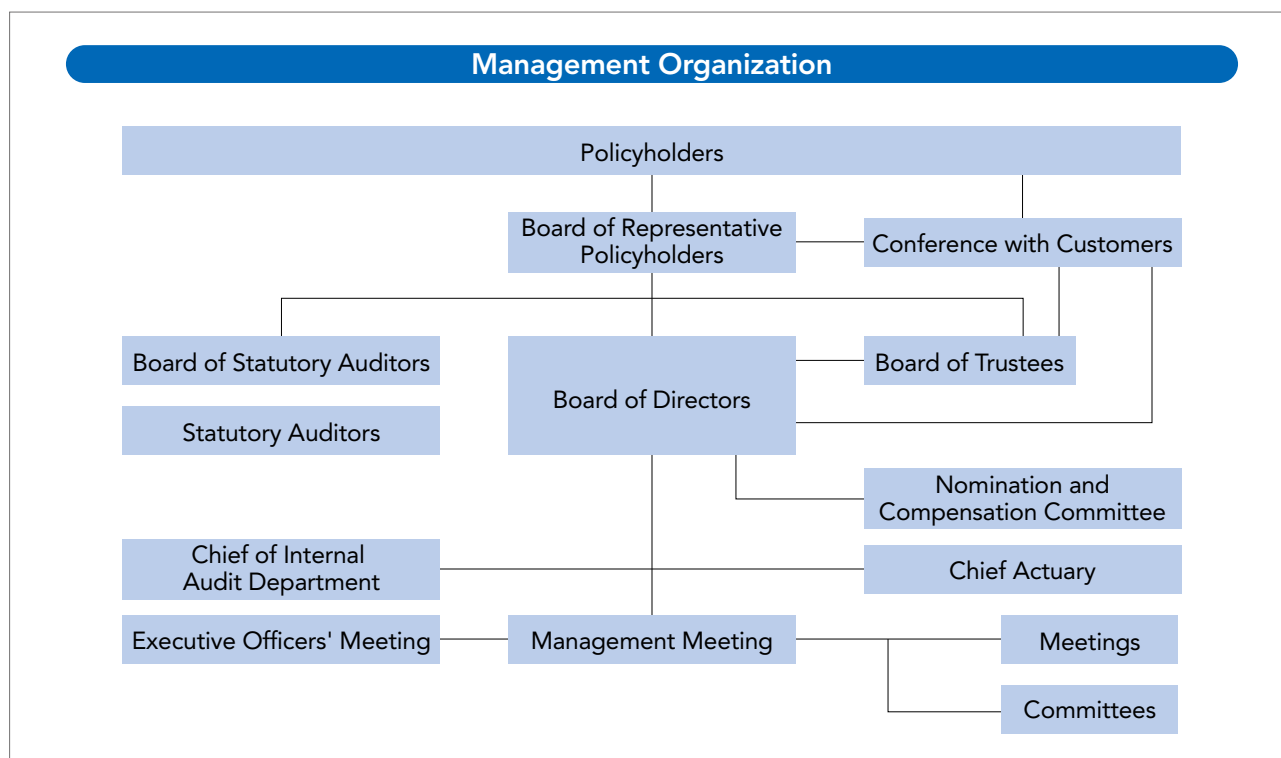 Management Organization
Policyholders
Board of Representative
Policyholders
Conference with Customers
Board of Statutory Auditors
Board of Directors
Board of Trustees
Statutory Auditors
Nomination and
Compensation Committee
Chief of Internal
Audit Department
Chief Actuary
Executive Officers' Meeting
Management Meeting
Meetings
Committees